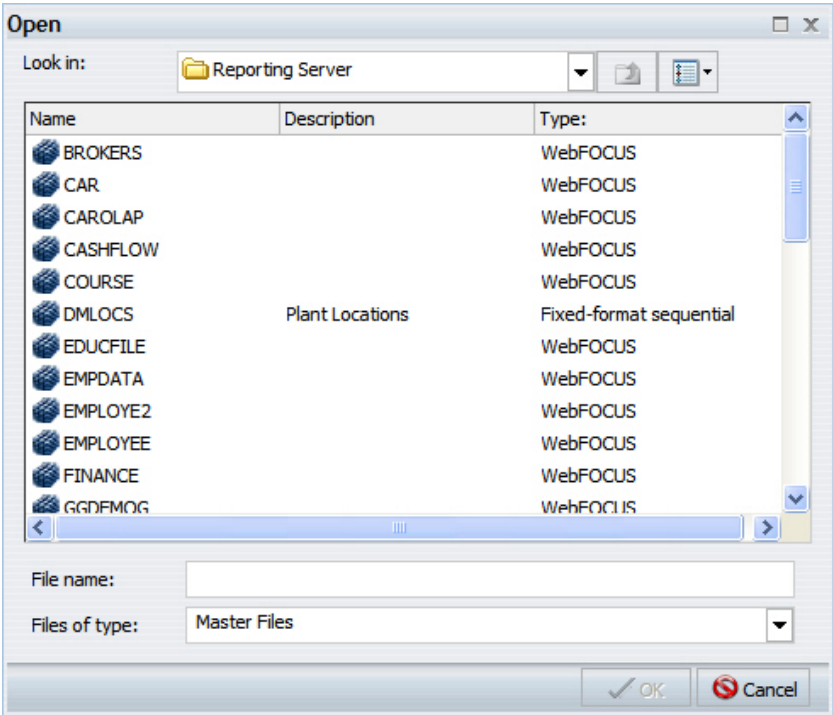 Open
Look in: Reporting Server
Name Description Type:
BROKERS WebFOCUS
CAR WebFOCUS
CAROLAP WebFOCUS
CASHFLOW WebFOCUS
COURSE WebFOCUS
DMLOCS Plant Locations Fixed-format sequential
EDUCFILE WebFOCUS
EMPDATA WebFOCUS
EMPLOYE2 WebFOCUS
EMPLOYEE WebFOCUS
FINANCE WebFOCUS
GGDEMOG WebFOCUS
File name:
Files of type: Master Files
OK Cancel